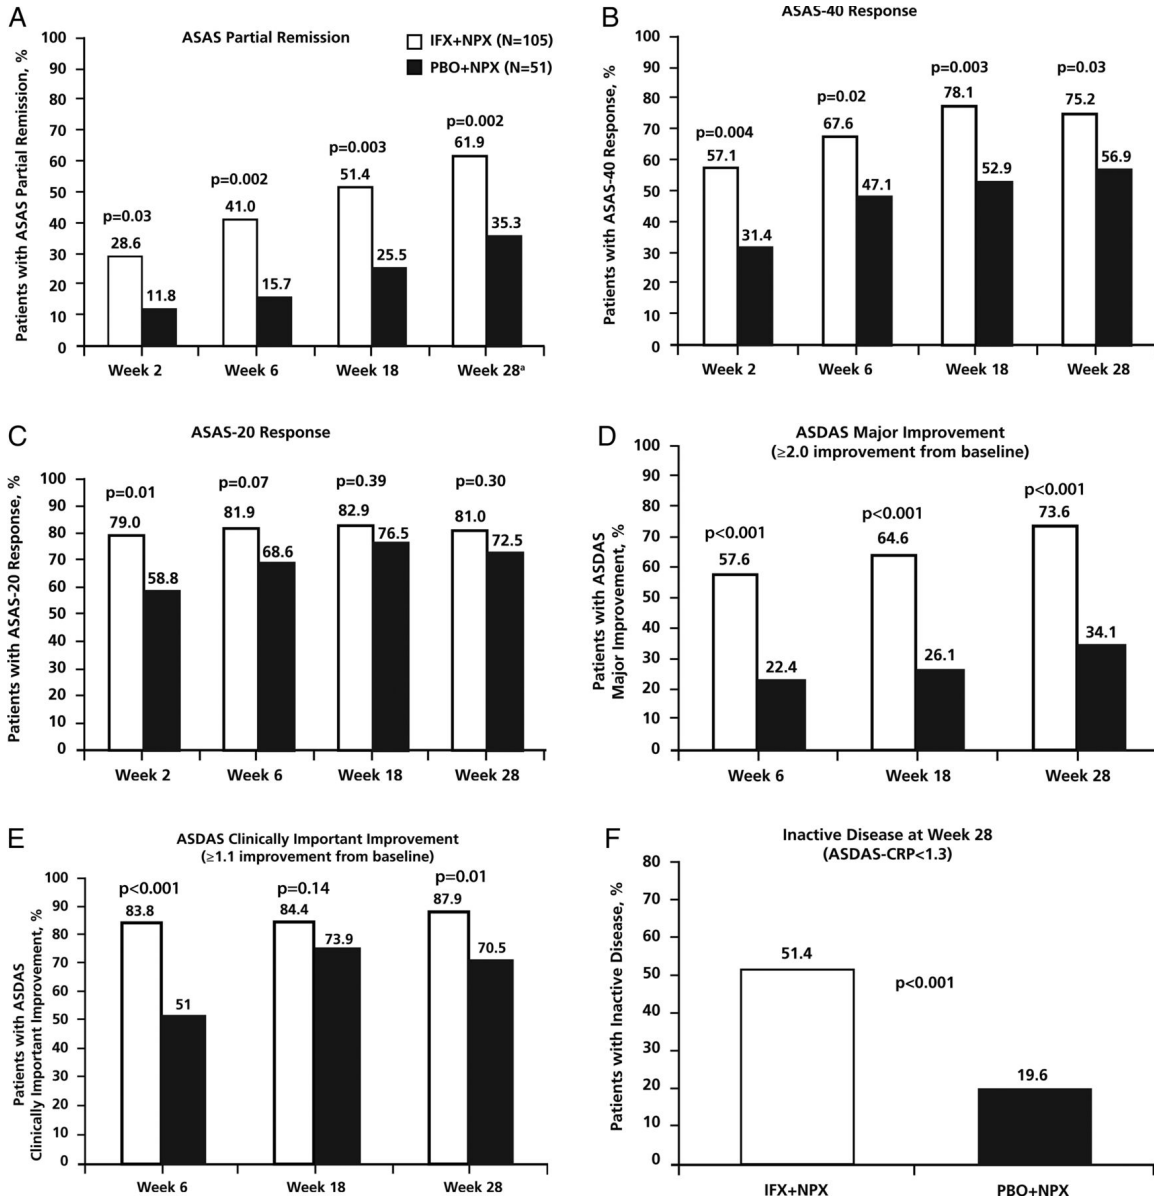 A
ASAS Partial Remission
IFX+NPX (N=105)
PBO+NPX (N=51)
Patients with ASAS Partial Remission, %
100
90
80
70
60
50
40
30
20
10
0
p=0.03
28.6
11.8
p=0.002
41.0
15.7
p=0.003
51.4
25.5
p=0.002
61.9
35.3
Week 2
Week 6
Week 18
Week 28ª
B
ASAS-40 Response
Patients with ASAS-40 Response, %
100
90
80
70
60
50
40
30
20
10
0
p=0.004
57.1
31.4
p=0.02
67.6
47.1
p=0.003
78.1
52.9
p=0.03
75.2
56.9
Week 2
Week 6
Week 18
Week 28
C
ASAS-20 Response
Patients with ASAS-20 Response, %
100
90
80
70
60
50
40
30
20
10
0
p=0.01
79.0
58.8
p=0.07
81.9
68.6
p=0.39
82.9
76.5
p=0.30
81.0
72.5
Week 2
Week 6
Week 18
Week 28
D
ASDAS Major Improvement
(≥2.0 improvement from baseline)
Patients with ASDAS
Major Improvement, %
100
90
80
70
60
50
40
30
20
10
0
p<0.001
57.6
22.4
p<0.001
64.6
26.1
p<0.001
73.6
34.1
Week 6
Week 18
Week 28
E
ASDAS Clinically Important Improvement
(≥1.1 improvement from baseline)
Patients with ASDAS
Clinically Important Improvement, %
100
90
80
70
60
50
40
30
20
10
0
p<0.001
83.8
51
p=0.14
84.4
73.9
p=0.01
87.9
70.5
Week 6
Week 18
Week 28
F
Inactive Disease at Week 28
(ASDAS-CRP<1.3)
Patients with Inactive Disease, %
80
70
60
50
40
30
20
10
0
51.4
p<0.001
19.6
IFX+NPX
PBO+NPX